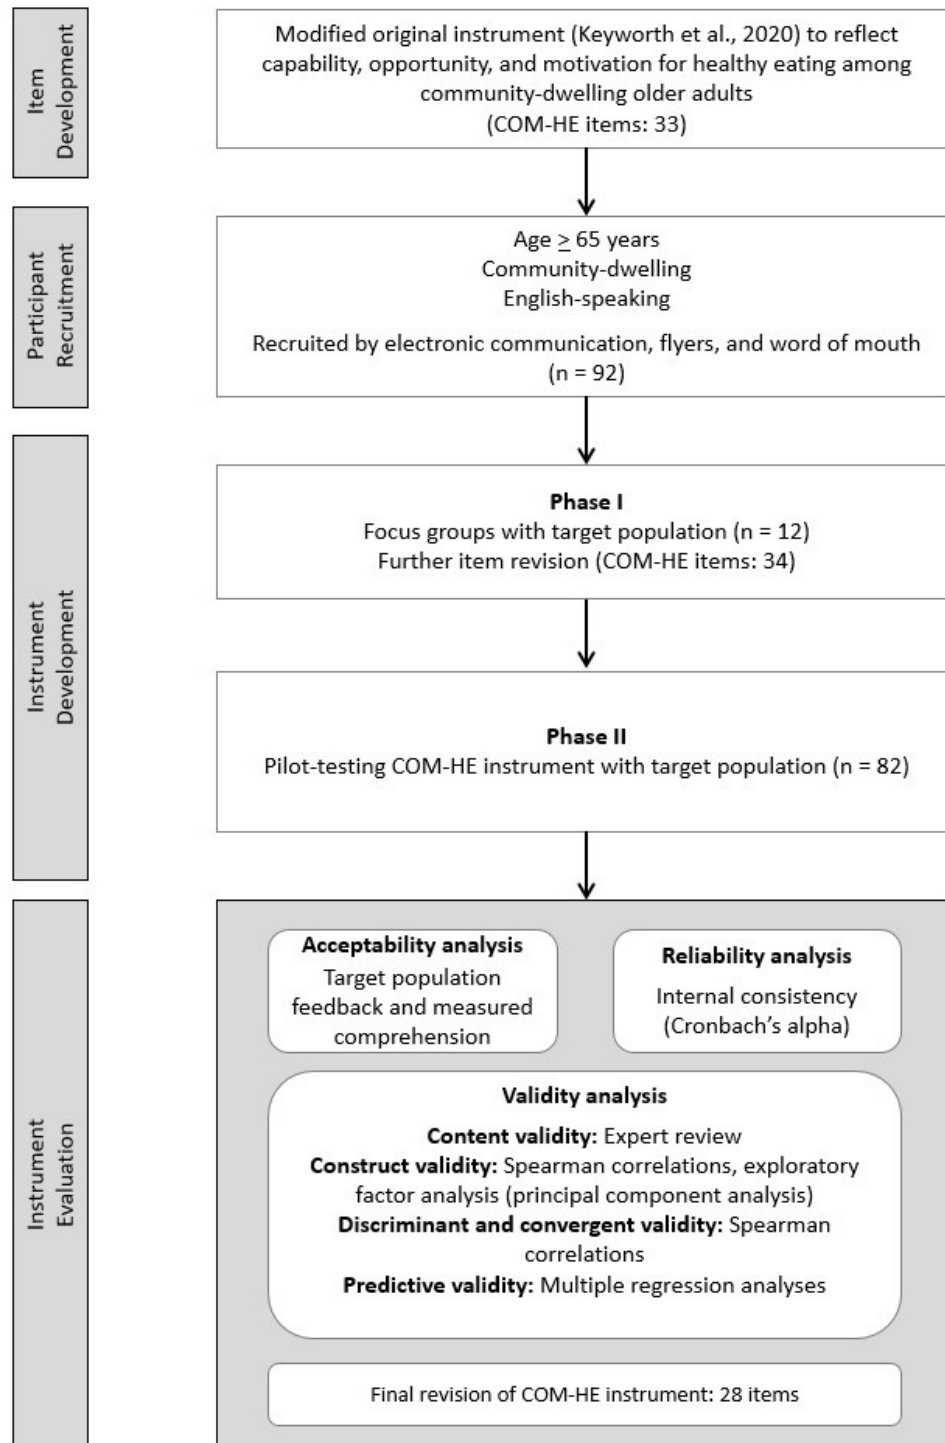 Item
Development
Modified original instrument (Keyworth et al., 2020) to reflect
capability, opportunity, and motivation for healthy eating among
community-dwelling older adults
(COM-HE items: 33)
Participant
Recruitment
Age ≥ 65 years
Community-dwelling
English-speaking
Recruited by electronic communication, flyers, and word of mouth
(n = 92)
Instrument
Development
Phase I
Focus groups with target population (n = 12)
Further item revision (COM-HE items: 34)
Phase II
Pilot-testing COM-HE instrument with target population (n = 82)
Instrument
Evaluation
Acceptability analysis
Target population
feedback and measured
comprehension
Reliability analysis
Internal consistency
(Cronbach’s alpha)
Validity analysis
Content validity: Expert review
Construct validity: Spearman correlations, exploratory
factor analysis (principal component analysis)
Discriminant and convergent validity: Spearman
correlations
Predictive validity: Multiple regression analyses
Final revision of COM-HE instrument: 28 items